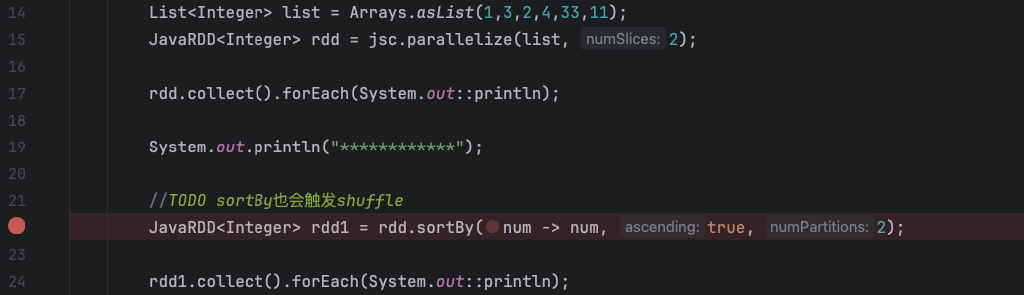 14 List<Integer> list = Arrays.asList(1,3,2,4,33,11);
15 JavaRDD<Integer> rdd = jsc.parallelize(list, numSlices: 2);
16
17 rdd.collect().forEach(System.out::println);
18
19 System.out.println("************");
20
21 //TODO sortBy也会触发shuffle
JavaRDD<Integer> rdd1 = rdd.sortBy( num -> num, ascending: true, numPartitions: 2);
23
24 rdd1.collect().forEach(System.out::println);